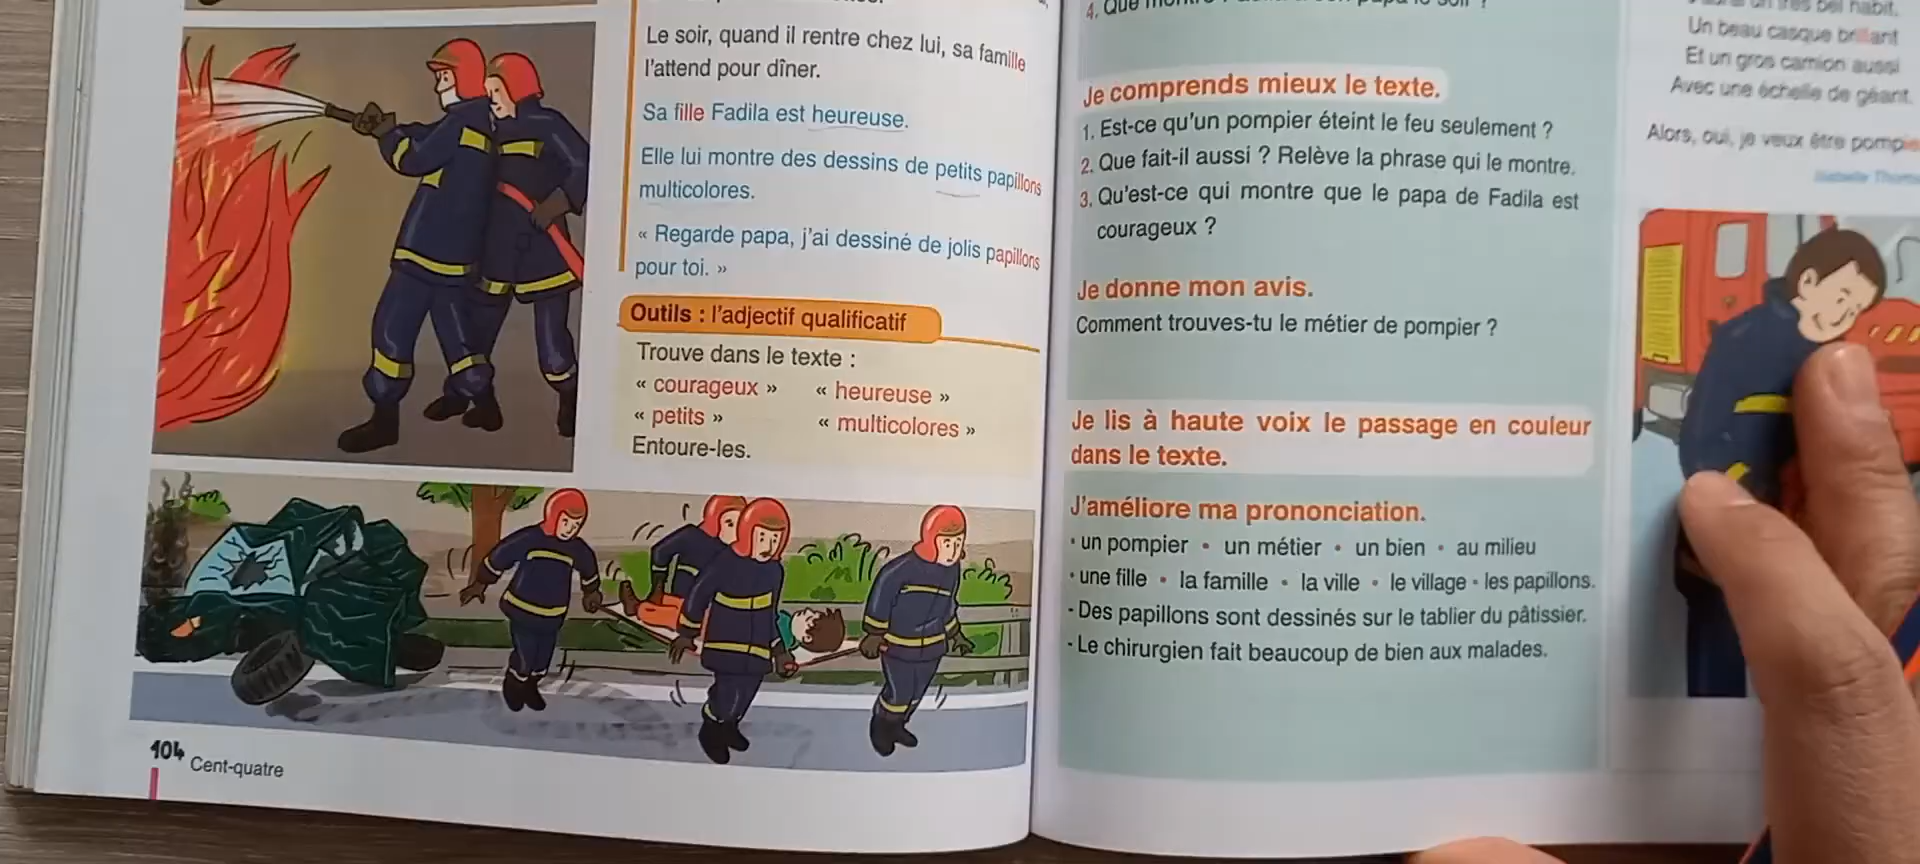 Le soir, quand il rentre chez lui, sa famille
l'attend pour dîner.
Sa fille Fadila est heureuse.
Elle lui montre des dessins de petits papillons
multicolores.
« Regarde papa, j'ai dessiné de jolis papillons
pour toi. »
Outils : l'adjectif qualificatif
Trouve dans le texte :
« courageux » « heureuse »
« petits » « multicolores »
Entoure-les.
104 Cent-quatre
4. Que
Je comprends mieux le texte.
1. Est-ce qu'un pompier éteint le feu seulement ?
2. Que fait-il aussi ? Relève la phrase qui le montre.
3. Qu'est-ce qui montre que le papa de Fadila est
courageux ?
Je donne mon avis.
Comment trouves-tu le métier de pompier ?
Je lis à haute voix le passage en couleur
dans le texte.
J'améliore ma prononciation.
• un pompier • un métier • un bien • au milieu
• une fille • la famille • la ville • le village • les papillons.
- Des papillons sont dessinés sur le tablier du pâtissier.
- Le chirurgien fait beaucoup de bien aux malades.
bel habit.
Un beau casque brillant
Et un gros camion aussi
Avec une échelle de géant.
Alors, oui, je veux être pompie